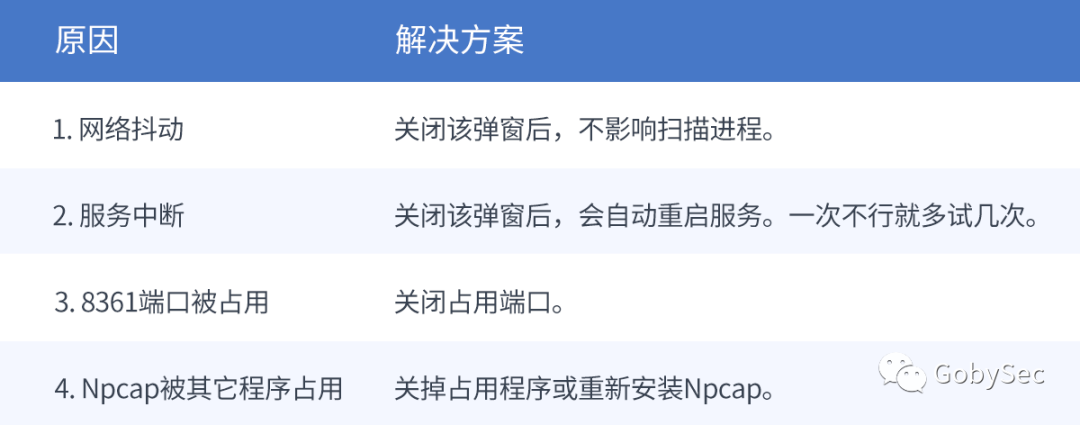 原因 解决方案
1. 网络抖动 关闭该弹窗后，不影响扫描进程。
2. 服务中断 关闭该弹窗后，会自动重启服务。一次不行就多试几次。
3. 8361端口被占用 关闭占用端口。
4. Npcap被其它程序占用 关掉占用程序或重新安装Npcap。
GobySec